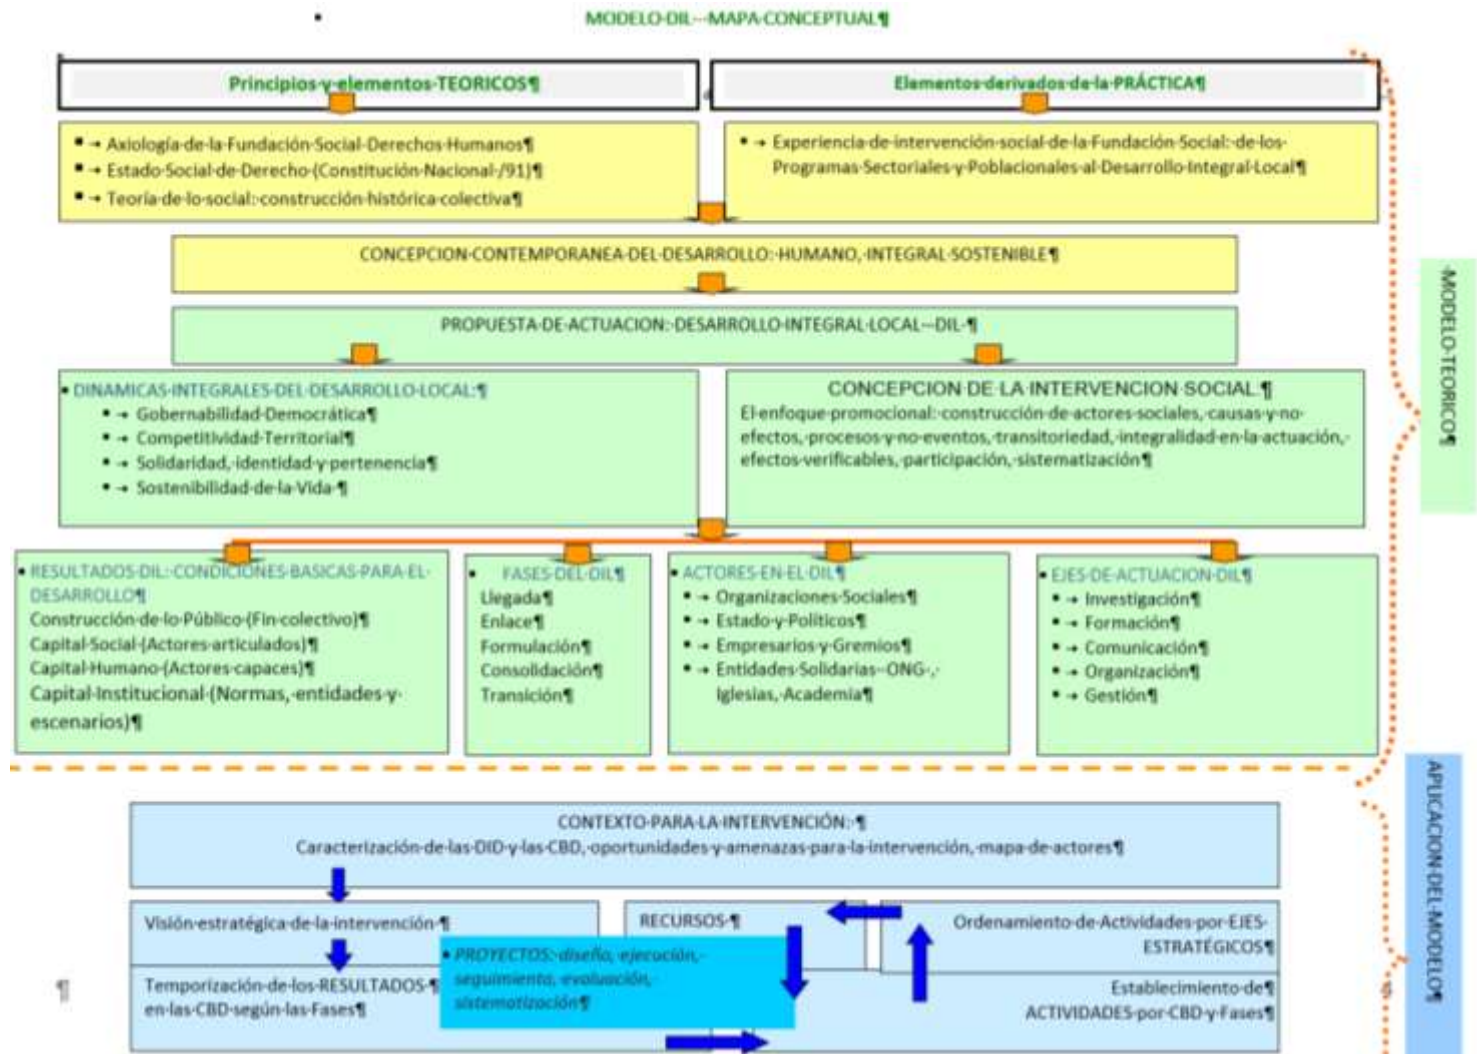 MODELO·DIL·-·MAPA·CONCEPTUAL¶
Principios·y·elementos·TEORICOS¶
Elementos·derivados·de·la·PRÁCTICA¶
▪ → Axiología·de·la·Fundación·Social·Derechos·Humanos¶
▪ → Estado·Social·de·Derecho·(Constitución·Nacional·/91)¶
▪ → Teoría·de·lo·social:·construcción·histórica·colectiva¶
▪ → Experiencia·de·intervención·social·de·la·Fundación·Social:·de·los·
Programas·Sectoriales·y·Poblacionales·al·Desarrollo·Integral·Local¶
CONCEPCION·CONTEMPORANEA·DEL·DESARROLLO:·HUMANO,·INTEGRAL·SOSTENIBLE¶
PROPUESTA·DE·ACTUACION:·DESARROLLO·INTEGRAL·LOCAL·–DIL·¶
▪ DINAMICAS·INTEGRALES·DEL·DESARROLLO·LOCAL:¶
▪ → Gobernabilidad·Democrática¶
▪ → Competitividad·Territorial¶
▪ → Solidaridad,·identidad·y·pertenencia¶
▪ → Sostenibilidad·de·la·Vida·¶
CONCEPCION·DE·LA·INTERVENCION·SOCIAL.¶
El·enfoque·promocional:·construcción·de·actores·sociales,·causas·y·no·
efectos,·procesos·y·no·eventos,·transitoriedad,·integralidad·en·la·actuación,·
efectos·verificables,·participación,·sistematización¶
▪ RESULTADOS·DIL:·CONDICIONES·BASICAS·PARA·EL·
DESARROLLO¶
Construcción·de·lo·Público·(Fin·colectivo)¶
Capital·Social·(Actores·articulados)¶
Capital·Humano·(Actores·capaces)¶
Capital·Institucional·(Normas,·entidades·y·
escenarios)¶
▪ FASES·DEL·DIL¶
Llegada¶
Enlace¶
Formulación¶
Consolidación¶
Transición¶
▪ ACTORES·EN·EL·DIL¶
▪ → Organizaciones·Sociales¶
▪ → Estado·y·Políticos¶
▪ → Empresarios·y·Gremios¶
▪ → Entidades·Solidarias·-ONG·,·
Iglesias,·Academia¶
▪ EJES·DE·ACTUACION·DIL¶
▪ → Investigación¶
▪ → Formación¶
▪ → Comunicación¶
▪ → Organización¶
▪ → Gestión¶
·MODELO·TEORICO¶
CONTEXTO·PARA·LA·INTERVENCIÓN:·¶
Caracterización·de·las·DID·y·las·CBD,·oportunidades·y·amenazas·para·la·intervención,·mapa·de·actores¶
Visión·estratégica·de·la·intervención·¶
Temporización·de·los·RESULTADOS·¶
en·las·CBD·según·las·Fases¶
RECURSOS·¶
▪ PROYECTOS:·diseño,·ejecución,·
seguimiento,·evaluación,·
sistematización¶
Ordenamiento·de·Actividades·por·EJES·
ESTRATÉGICOS¶
Establecimiento·de¶
ACTIVIDADES·por·CBD·y·Fases¶
APLICACION·DEL·MODELO¶
¶